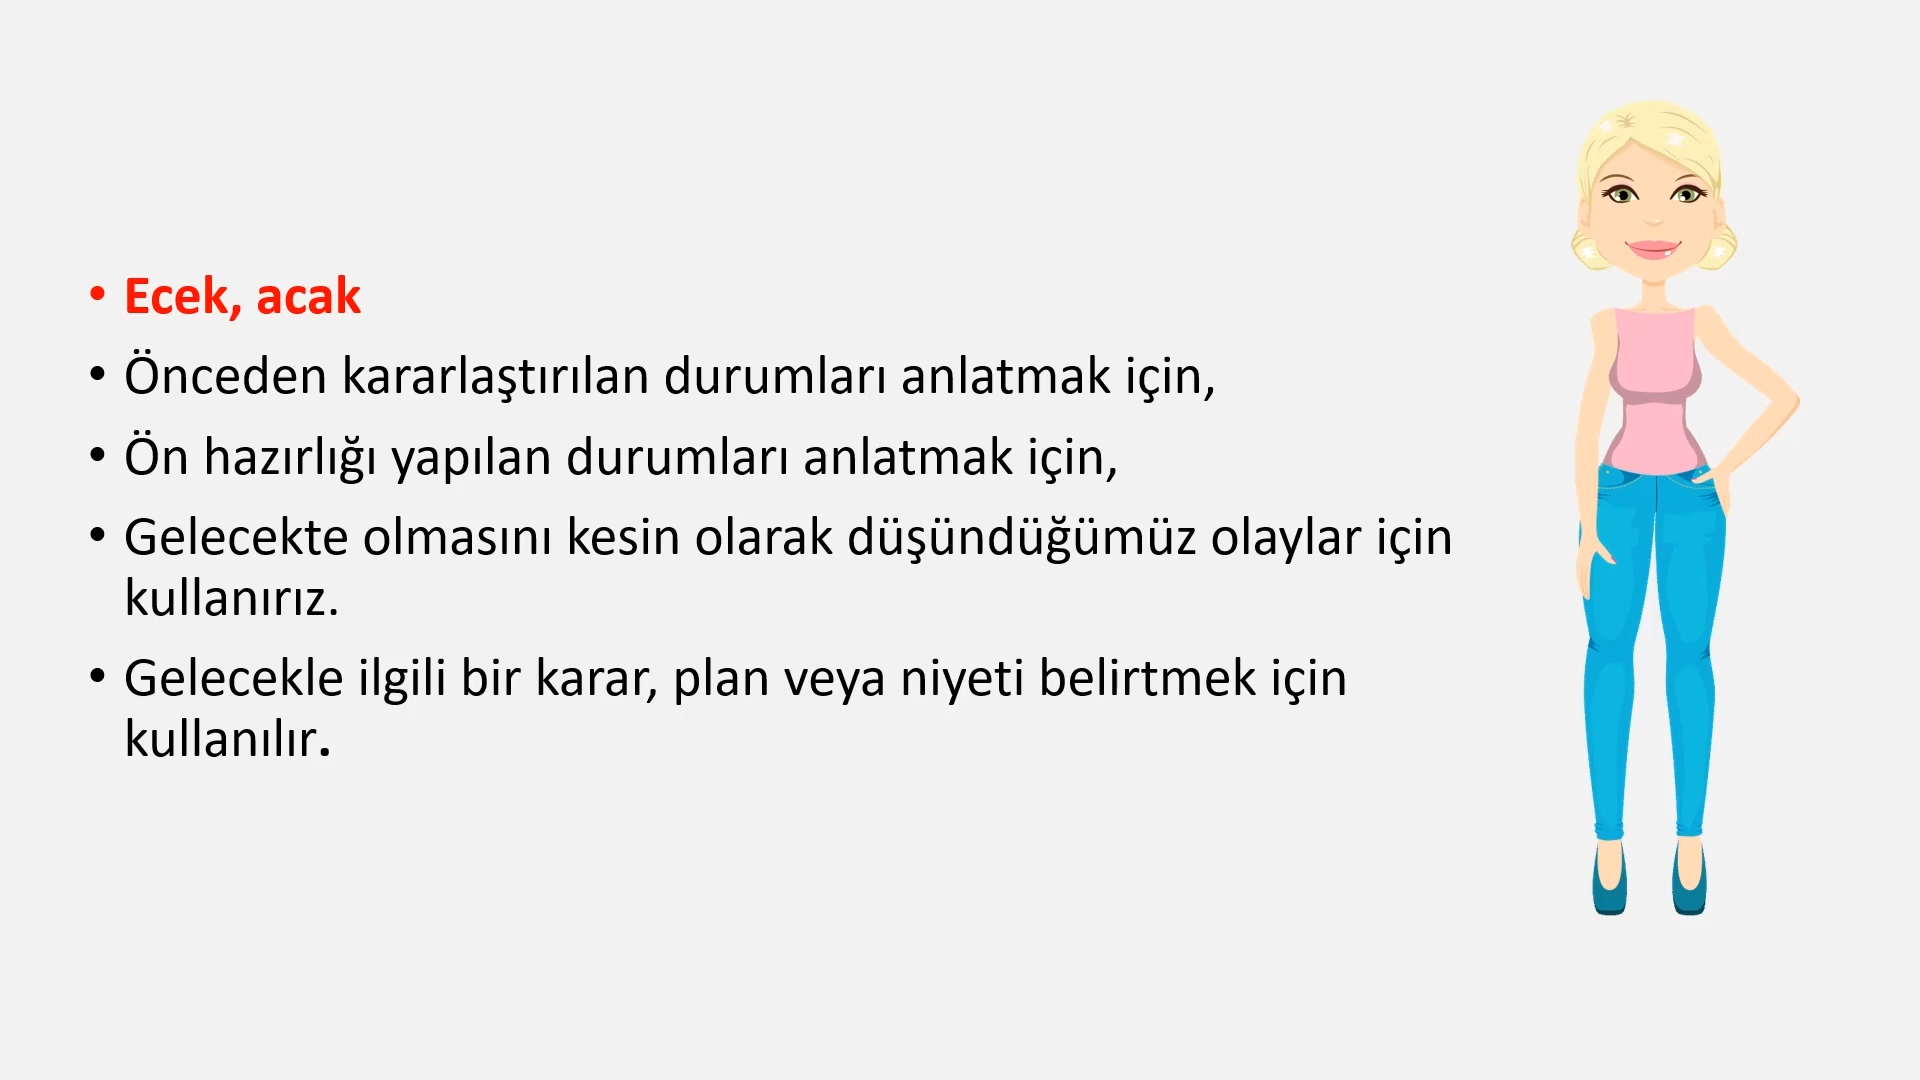 • Ecek, acak
• Önceden kararlaştırılan durumları anlatmak için,
• Ön hazırlığı yapılan durumları anlatmak için,
• Gelecekte olmasını kesin olarak düşündüğümüz olaylar için
kullanırız.
• Gelecekle ilgili bir karar, plan veya niyeti belirtmek için
kullanılır.